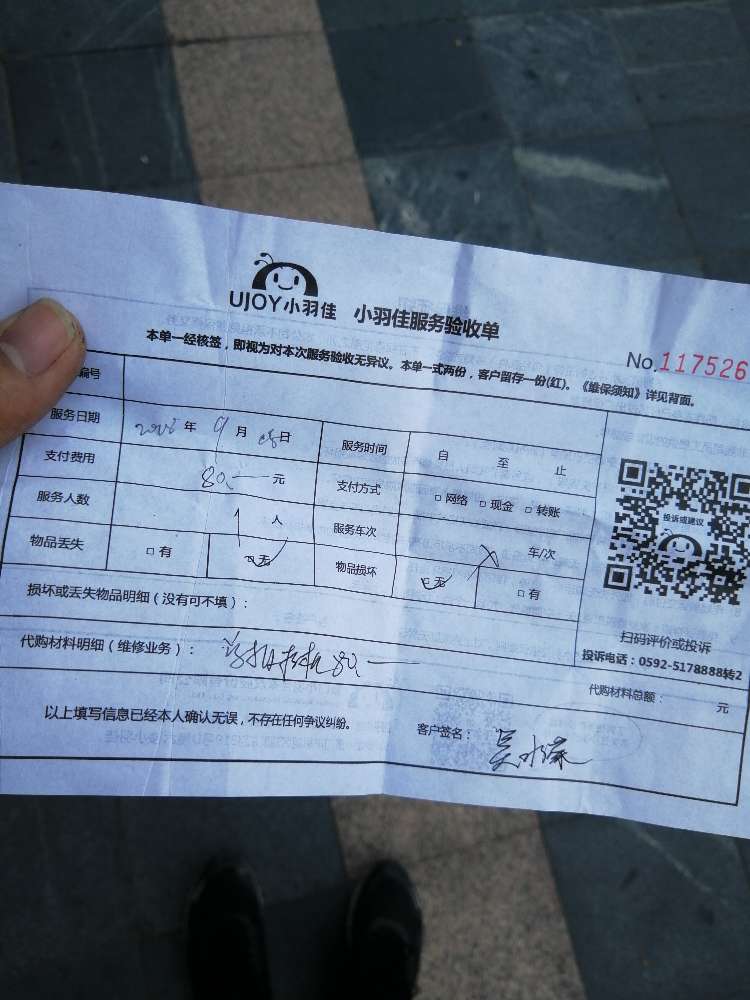 UJOY小羽佳 小羽佳服务验收单
No.117526
本单一经核签，即视为对本次服务验收无异议。本单一式两份，客户留存一份(红)。《维保须知》详见背面。
编号
服务日期 年 9 月 08 日 服务时间 自 至 止
支付费用 80.— 元 支付方式 □网络 □现金 □转账
服务人数 1 人 服务车次 车/次
物品丢失 □有 □无 物品损坏 □无 □有
投诉或建议
扫码评价或投诉
投诉电话：0592-5178888转2
损坏或丢失物品明细（没有可不填）：
代购材料明细（维修业务）： 80.—
代购材料总额： 元
以上填写信息已经本人确认无误，不存在任何争议纠纷。 客户签名： 吴